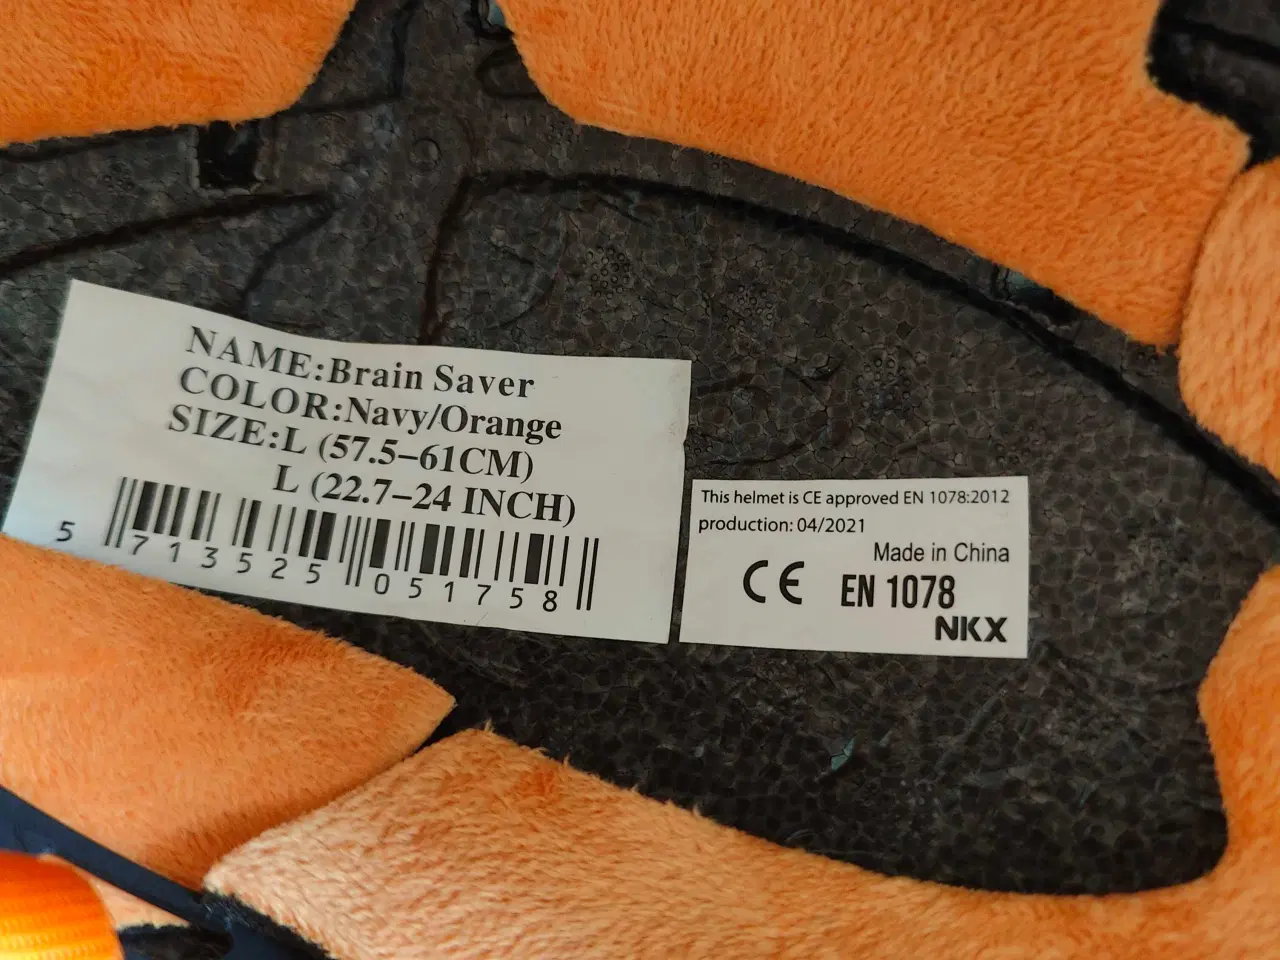 NAME:Brain Saver
COLOR:Navy/Orange
SIZE:L (57.5–61CM)
L (22.7–24 INCH)
5 713525 051758
This helmet is CE approved EN 1078:2012
production: 04/2021
Made in China
CE EN 1078
NKX